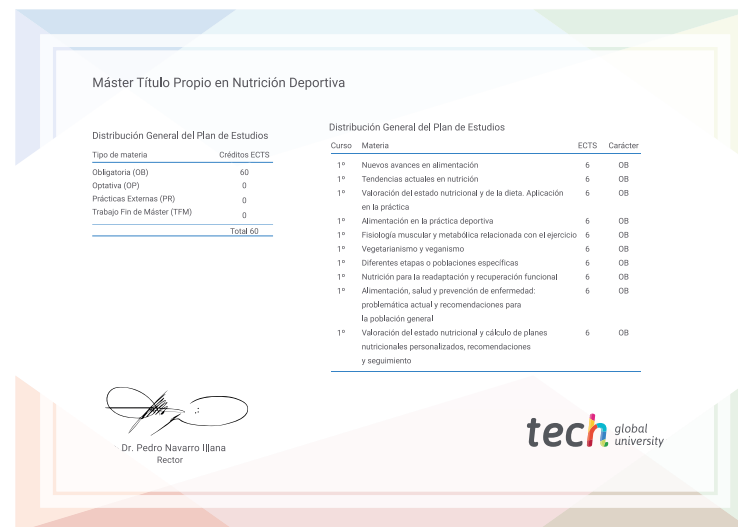 Máster Título Propio en Nutrición Deportiva
Distribución General del Plan de Estudios
Tipo de materia Créditos ECTS
Obligatoria (OB) 60
Optativa (OP) 0
Prácticas Externas (PR) 0
Trabajo Fin de Máster (TFM) 0
Total 60
Distribución General del Plan de Estudios
Curso Materia ECTS Carácter
1º Nuevos avances en alimentación 6 OB
1º Tendencias actuales en nutrición 6 OB
1º Valoración del estado nutricional y de la dieta. Aplicación 6 OB
en la práctica
1º Alimentación en la práctica deportiva 6 OB
1º Fisiología muscular y metabólica relacionada con el ejercicio 6 OB
1º Vegetarianismo y veganismo 6 OB
1º Diferentes etapas o poblaciones específicas 6 OB
1º Nutrición para la readaptación y recuperación funcional 6 OB
1º Alimentación, salud y prevención de enfermedad: 6 OB
problemática actual y recomendaciones para
la población general
1º Valoración del estado nutricional y cálculo de planes 6 OB
nutricionales personalizados, recomendaciones
y seguimiento
Dr. Pedro Navarro Illana
Rector
tech global
university